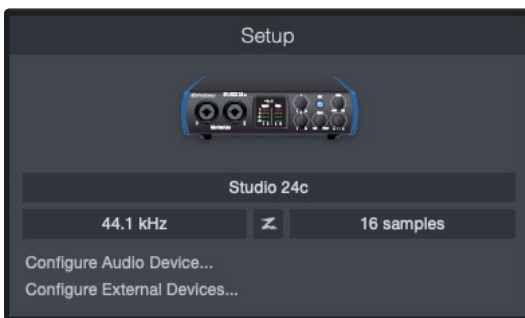 Setup
Studio 24c
44.1 kHz
Z
16 samples
Configure Audio Device...
Configure External Devices...